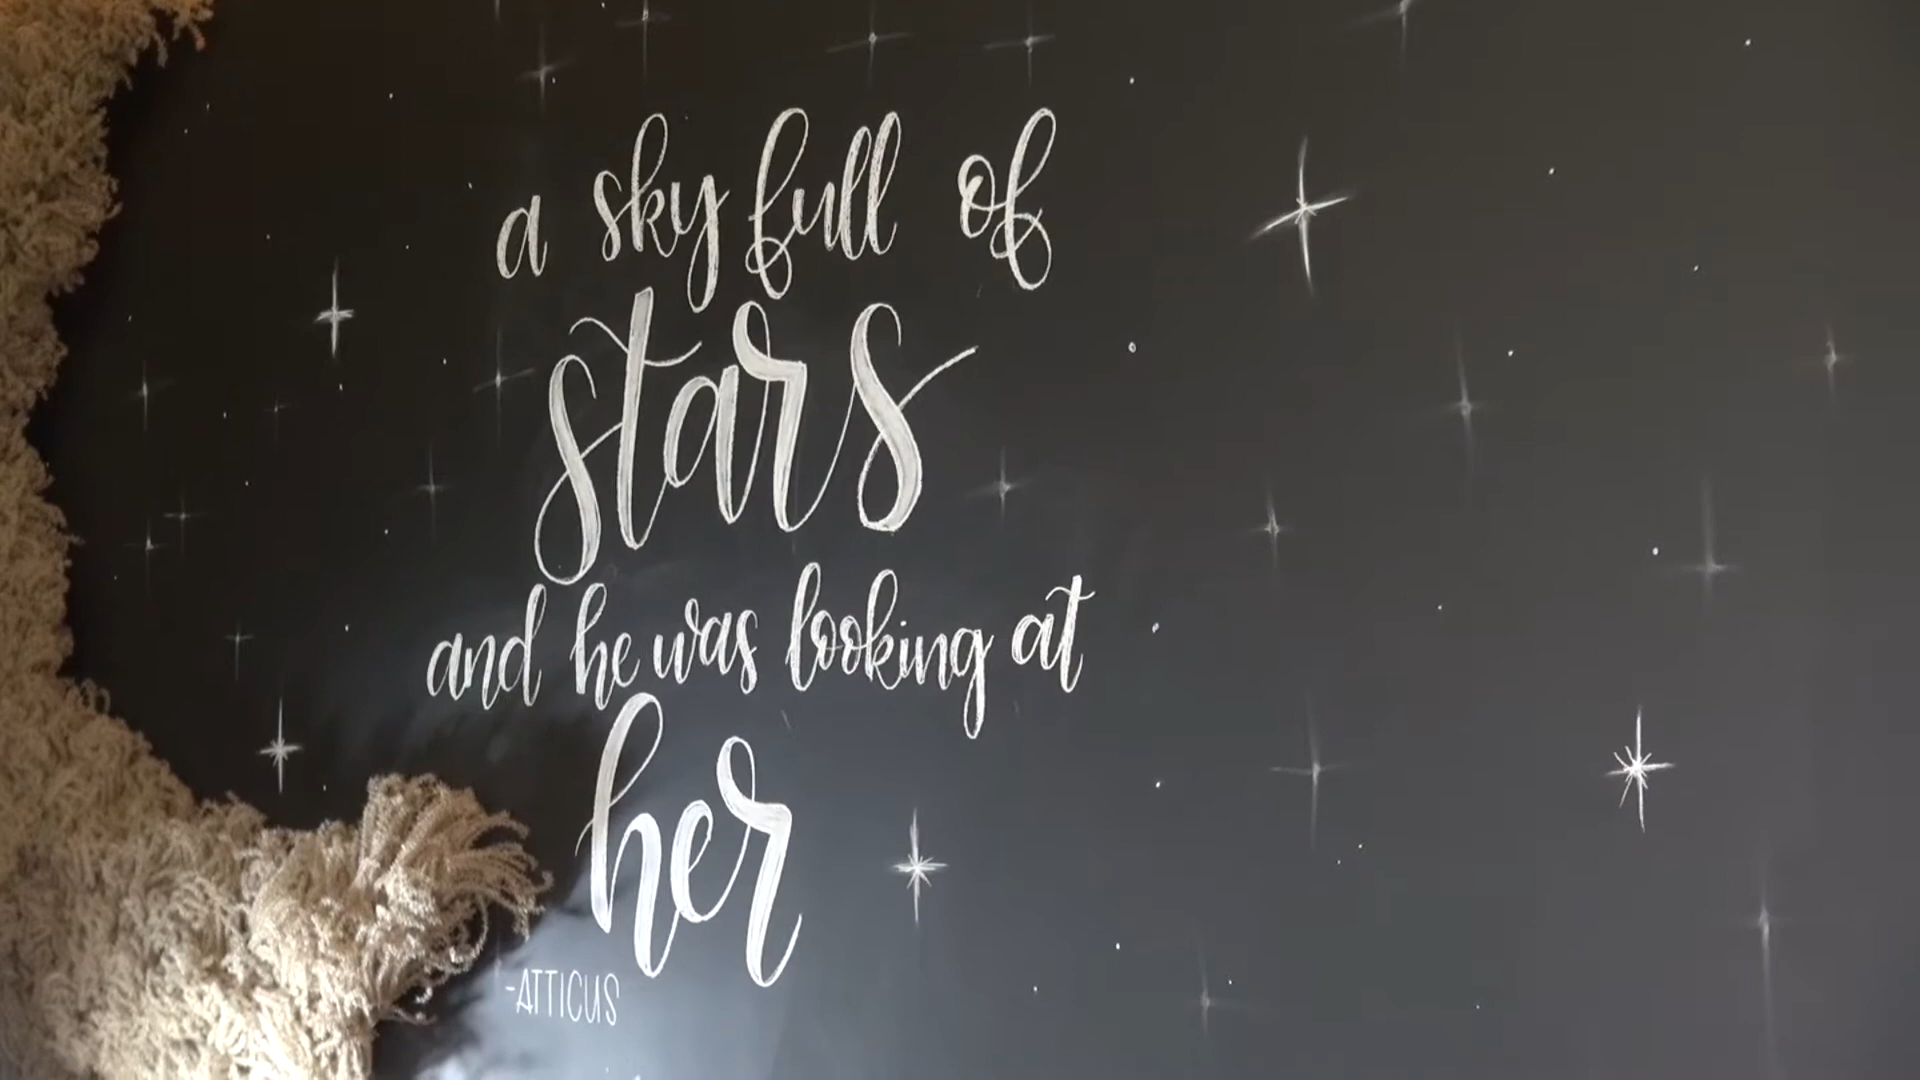 a sky full of
stars
and he was looking at
her
-ATTICUS